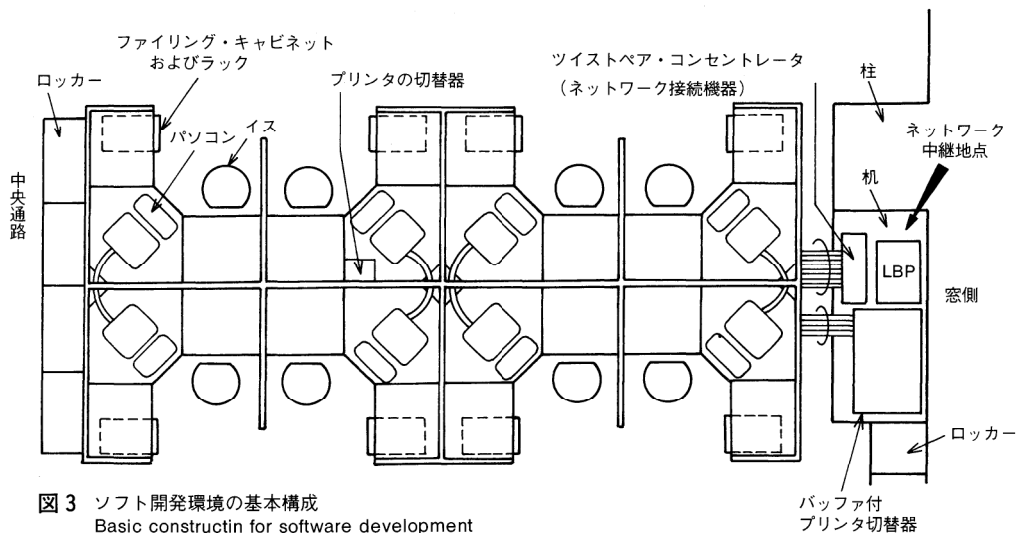 ファイリング・キャビネット
およびラック
ロッカー
プリンタの切替器
ツイストペア・コンセントレータ
(ネットワーク接続機器)
柱
ネットワーク
中継地点
パソコン
イス
机
中央通路
LBP
窓側
ロッカー
バッファ付
プリンタ切替器
図3 ソフト開発環境の基本構成
Basic constructin for software development